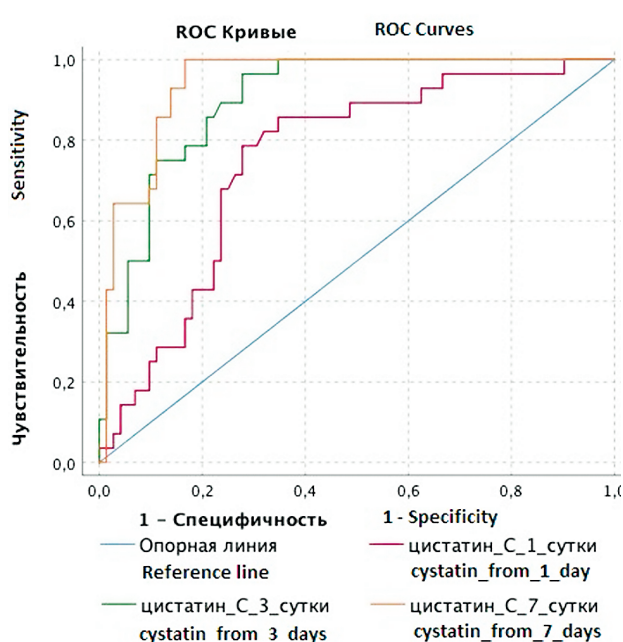 ROC Кривые ROC Curves
1,0
0,8
0,6
0,4
0,2
0,0
Sensitivity
Чувствительность
0,0 0,2 0,4 0,6 0,8 1,0
1 – Специфичность 1 - Specificity
Опорная линия
Reference line
цистатин_С_1_сутки
cystatin_from_1_day
цистатин_С_3_сутки
cystatin_from_3_days
цистатин_С_7_сутки
cystatin_from_7_days